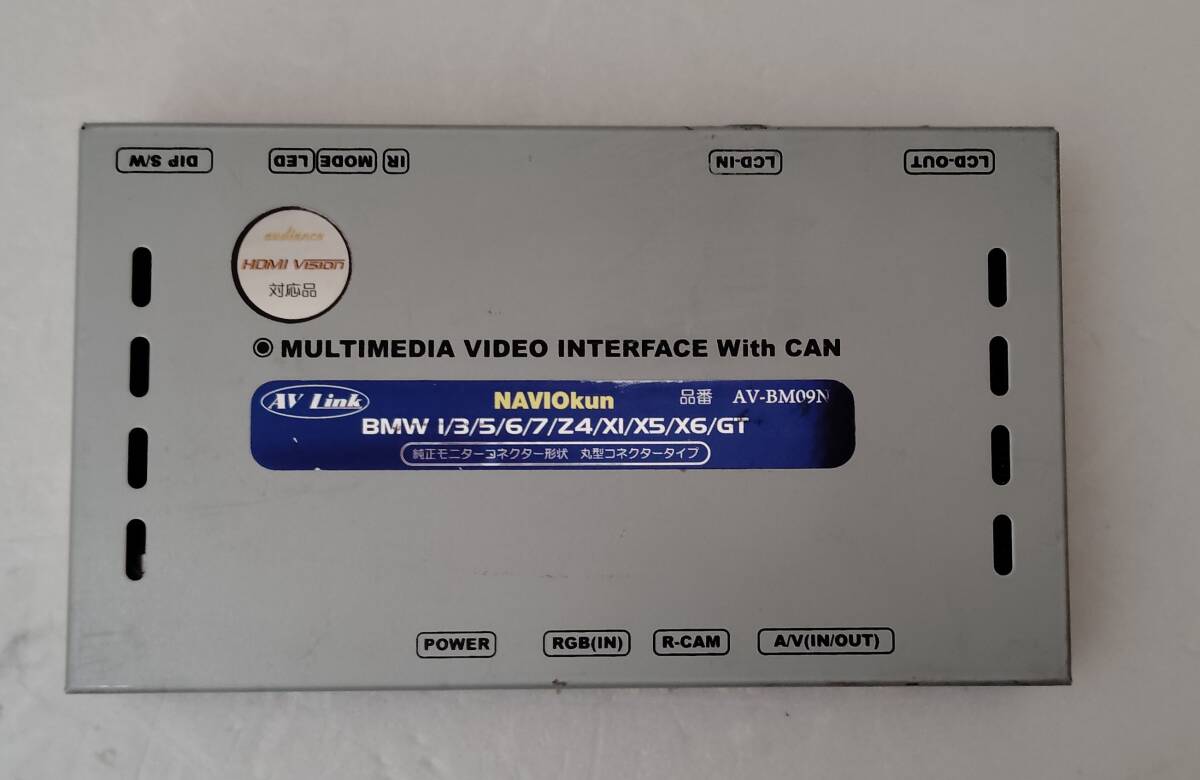 DIP S/W
LED
MODE
IR
LCD-IN
LCD-OUT
audience
HDMI Vision
対応品
MULTIMEDIA VIDEO INTERFACE With CAN
AV Link
NAVIOkun
品番 AV-BM09N
BMW 1/3/5/6/7/Z4/X1/X5/X6/GT
純正モニターコネクター形状 丸型コネクタータイプ
POWER
RGB(IN)
R-CAM
A/V(IN/OUT)